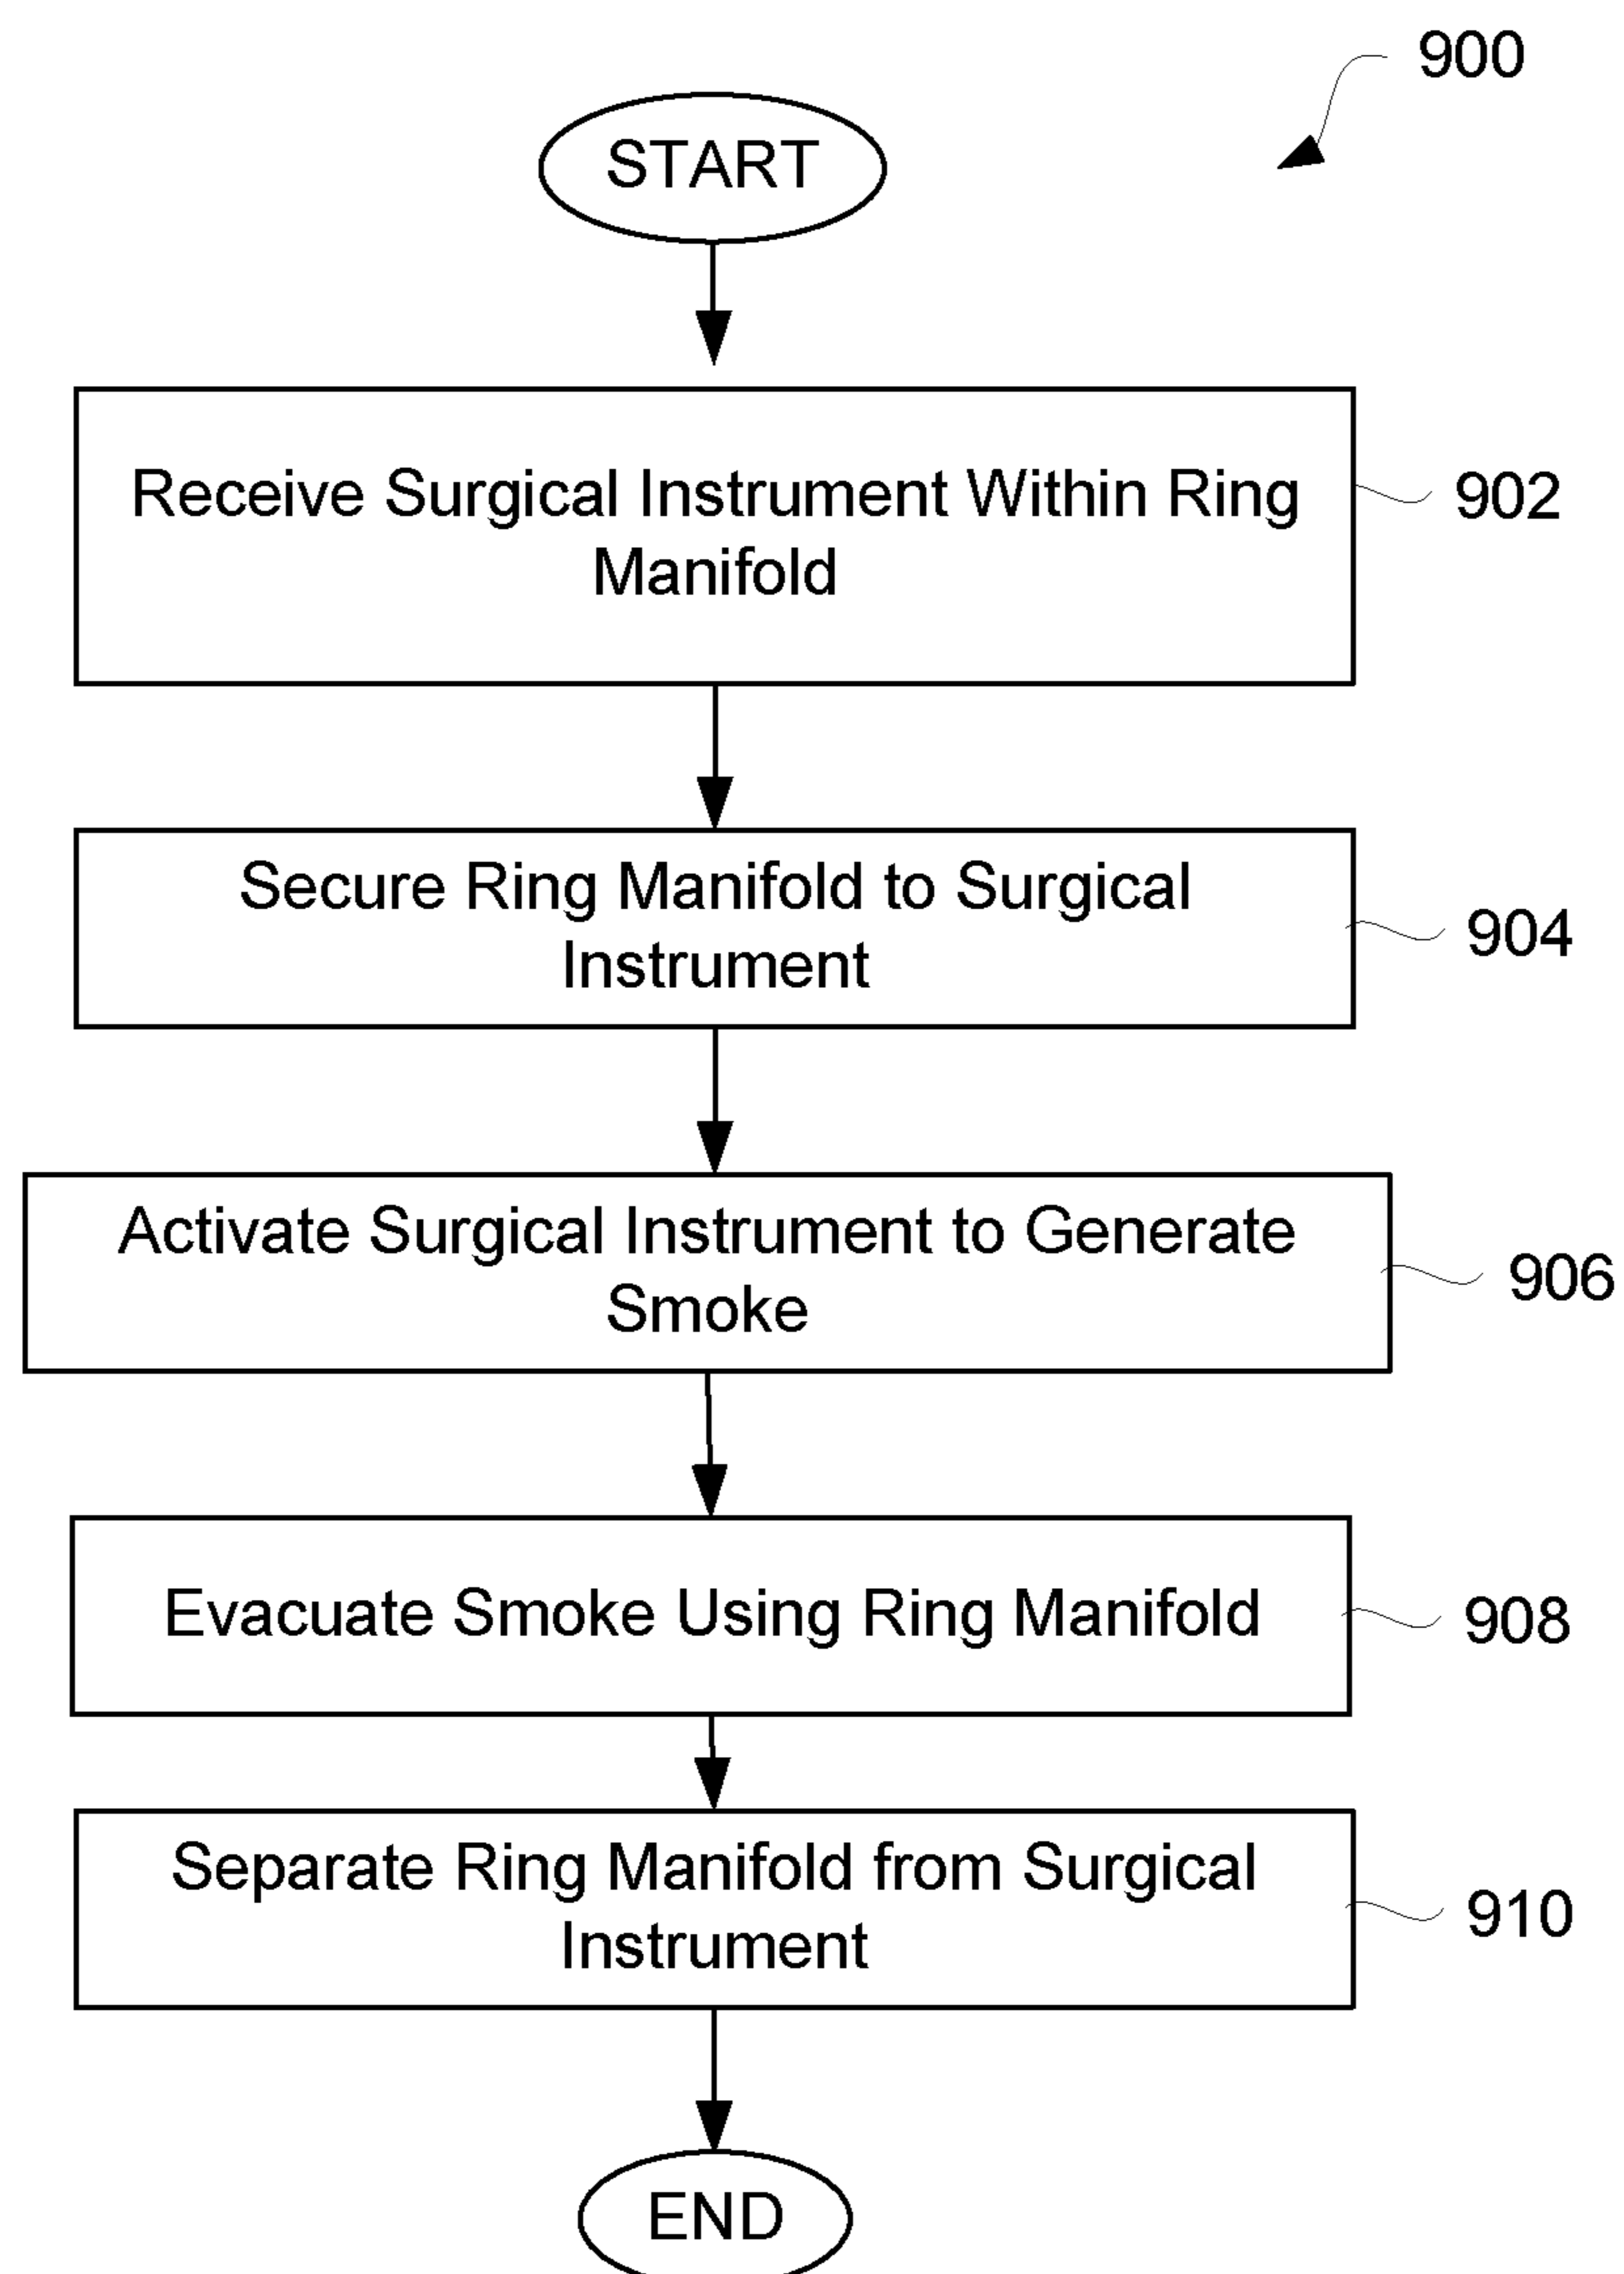 900
START
Receive Surgical Instrument Within Ring
Manifold
902
Secure Ring Manifold to Surgical
Instrument
904
Activate Surgical Instrument to Generate
Smoke
906
Evacuate Smoke Using Ring Manifold
908
Separate Ring Manifold from Surgical
Instrument
910
END